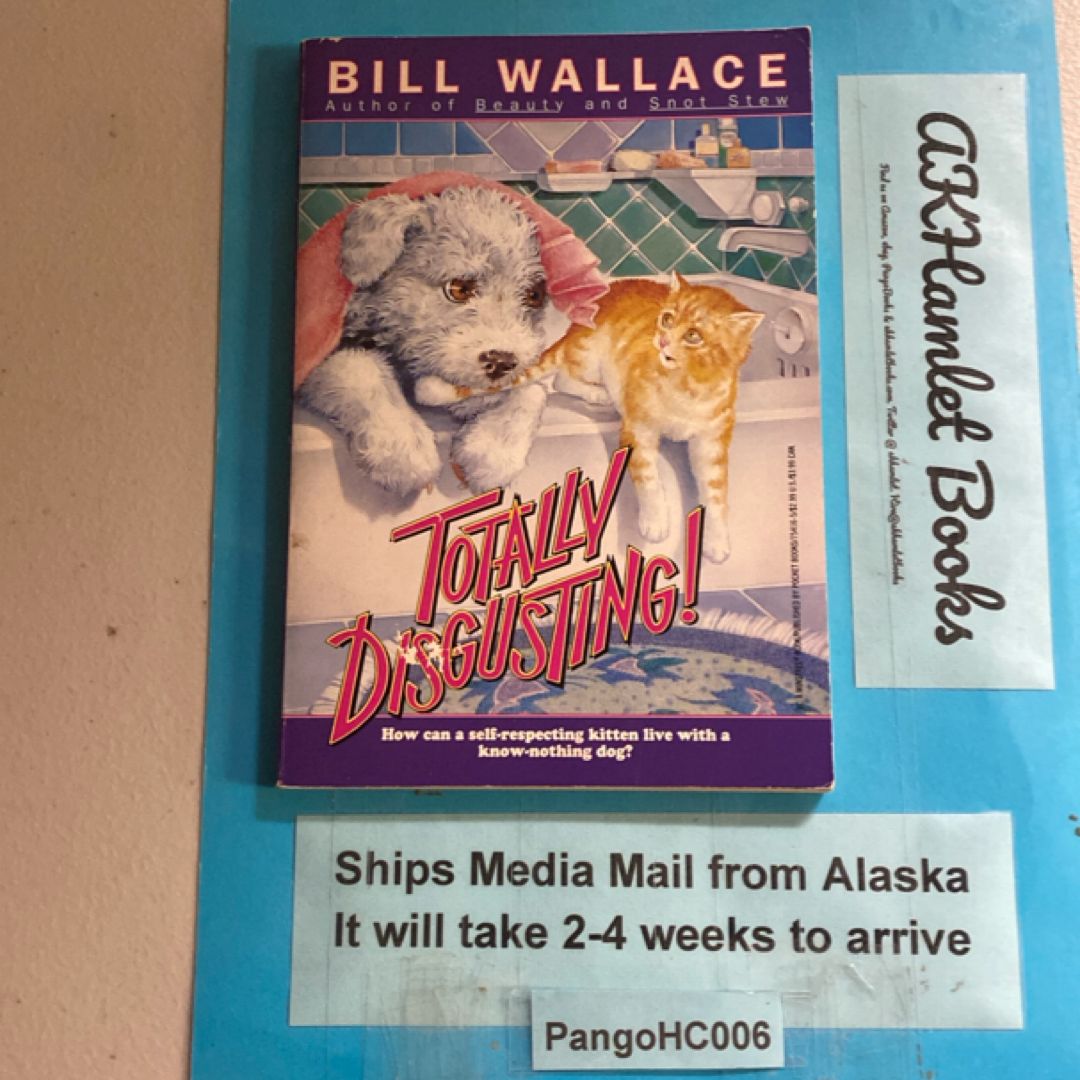 BILL WALLACE
Author of Beauty and Snot Stew
TOTALLY
DISGUSTING!
How can a self-respecting kitten live with a
know-nothing dog?
AKHamlet Books
Ships Media Mail from Alaska
It will take 2-4 weeks to arrive
PangoHC006